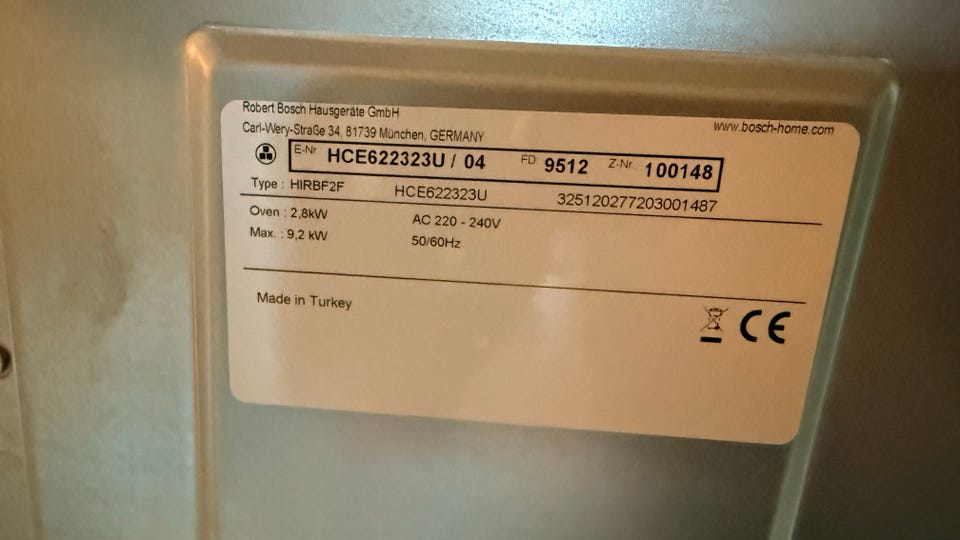 Robert Bosch Hausgeräte GmbH
Carl-Wery-Straße 34, 81739 München, GERMANY
www.bosch-home.com
E-Nr. HCE622323U / 04 FD 9512 Z-Nr. 100148
Type : HIRBF2F HCE622323U 325120277203001487
Oven : 2,8kW AC 220 - 240V
Max. : 9,2 kW 50/60Hz
Made in Turkey
CE